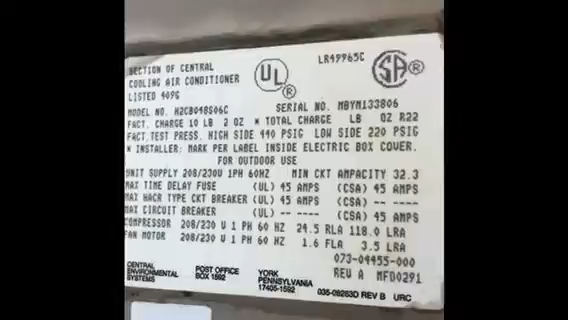 SECTION OF CENTRAL
COOLING AIR CONDITIONER
LISTED 409G
UL ®
LR49965C
SA ®
MODEL NO. H2CB048S06C SERIAL NO. MBYM133806
FACT. CHARGE 10 LB 2 OZ * TOTAL CHARGE LB OZ R22
FACT.TEST PRESS. HIGH SIDE 440 PSIG LOW SIDE 220 PSIG
* INSTALLER: MARK PER LABEL INSIDE ELECTRIC BOX COVER.
FOR OUTDOOR USE
UNIT SUPPLY 208/230V 1PH 60HZ MIN CKT AMPACITY 32.3
MAX TIME DELAY FUSE (UL) 45 AMPS (CSA) 45 AMPS
MAX HACR TYPE CKT BREAKER (UL) 45 AMPS (CSA) -- ----
MAX CIRCUIT BREAKER (UL) -- ---- (CSA) 45 AMPS
COMPRESSOR 208/230 V 1 PH 60 HZ 24.5 RLA 118.0 LRA
FAN MOTOR 208/230 V 1 PH 60 HZ 1.6 FLA 3.5 LRA
073-04455-000
REV A MFD0291
CENTRAL
ENVIRONMENTAL
SYSTEMS
POST OFFICE
BOX 1592
YORK
PENNSYLVANIA
17405-1592
035-09263D REV B URC